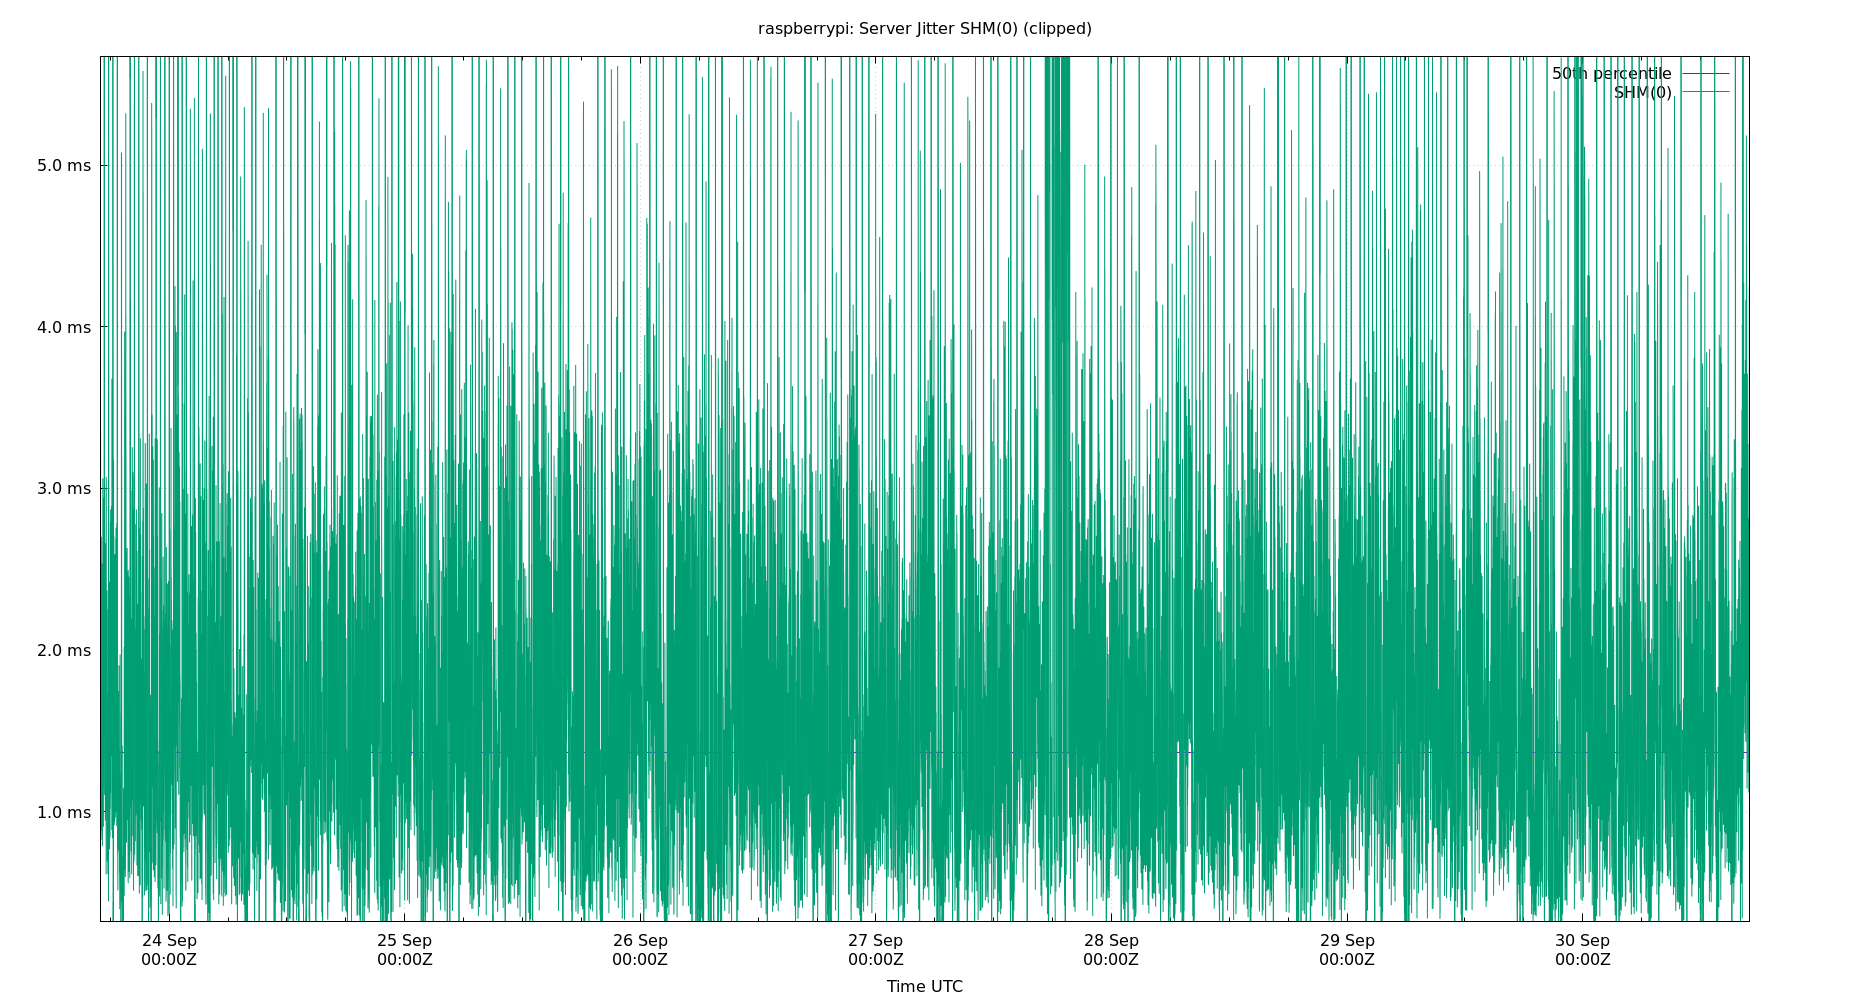 raspberrypi: Server Jitter SHM(0) (clipped)
50th percentile
SHM(0)
5.0 ms
4.0 ms
3.0 ms
2.0 ms
1.0 ms
24 Sep 25 Sep 26 Sep 27 Sep 28 Sep 29 Sep 30 Sep
00:00Z 00:00Z 00:00Z 00:00Z 00:00Z 00:00Z 00:00Z
Time UTC